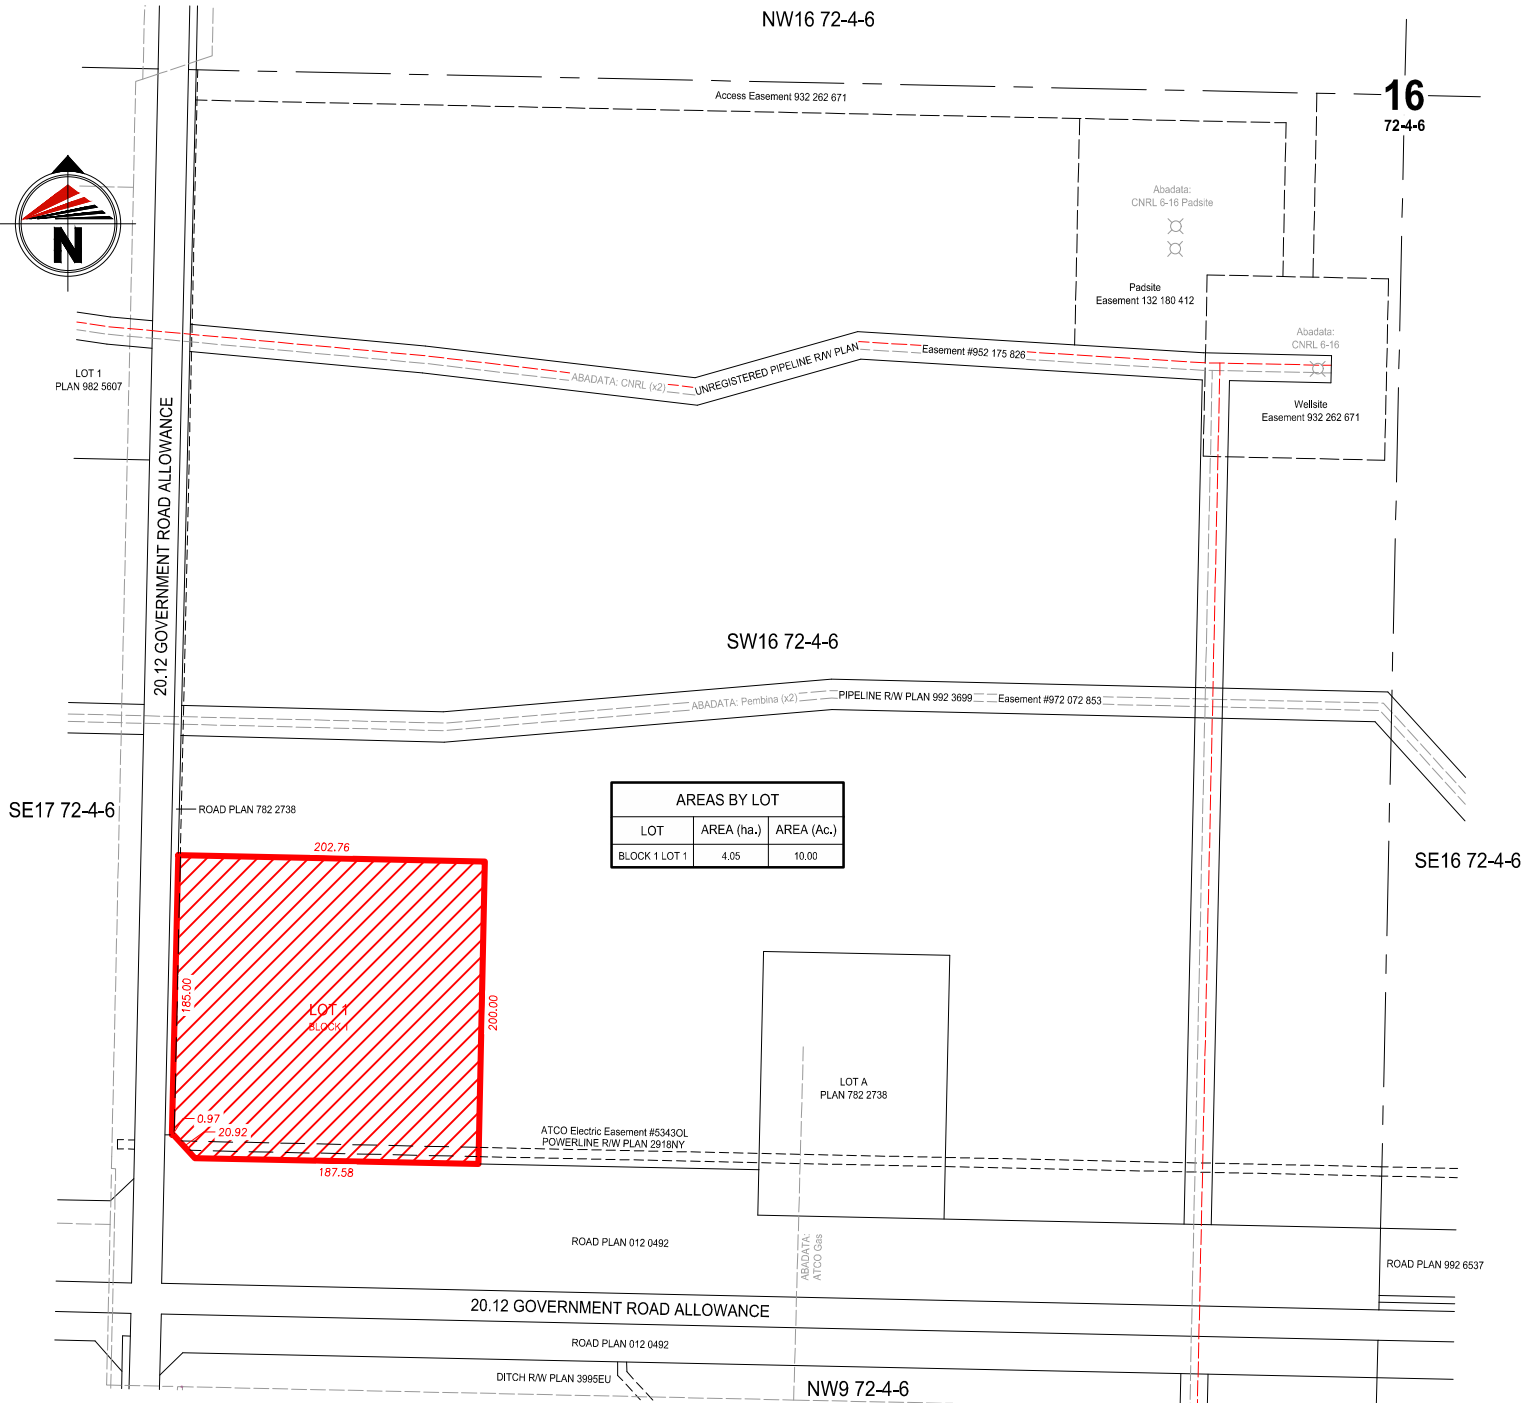 NW16 72-4-6
Access Easement 932 262 671
16
72-4-6
N
Abadata:
CNRL 6-16 Padsite
Padsite
Easement 132 180 412
Abadata:
CNRL 6-16
Wellsite
Easement 932 262 671
LOT 1
PLAN 982 5607
ABADATA: CNRL (x2)
UNREGISTERED PIPELINE R/W PLAN
Easement #952 175 826
20.12 GOVERNMENT ROAD ALLOWANCE
SW16 72-4-6
ABADATA: Pembina (x2)
PIPELINE R/W PLAN 992 3699
Easement #972 072 853
SE17 72-4-6
ROAD PLAN 782 2738
AREAS BY LOT
LOT AREA (ha.) AREA (Ac.)
BLOCK 1 LOT 1 4.05 10.00
SE16 72-4-6
202.76
185.00
LOT 1
BLOCK 1
200.00
0.97
20.92
187.58
LOT A
PLAN 782 2738
ATCO Electric Easement #5343OL
POWERLINE R/W PLAN 2918NY
ROAD PLAN 012 0492
ABADATA:
ATCO Gas
ROAD PLAN 992 6537
20.12 GOVERNMENT ROAD ALLOWANCE
ROAD PLAN 012 0492
DITCH R/W PLAN 3995EU
NW9 72-4-6